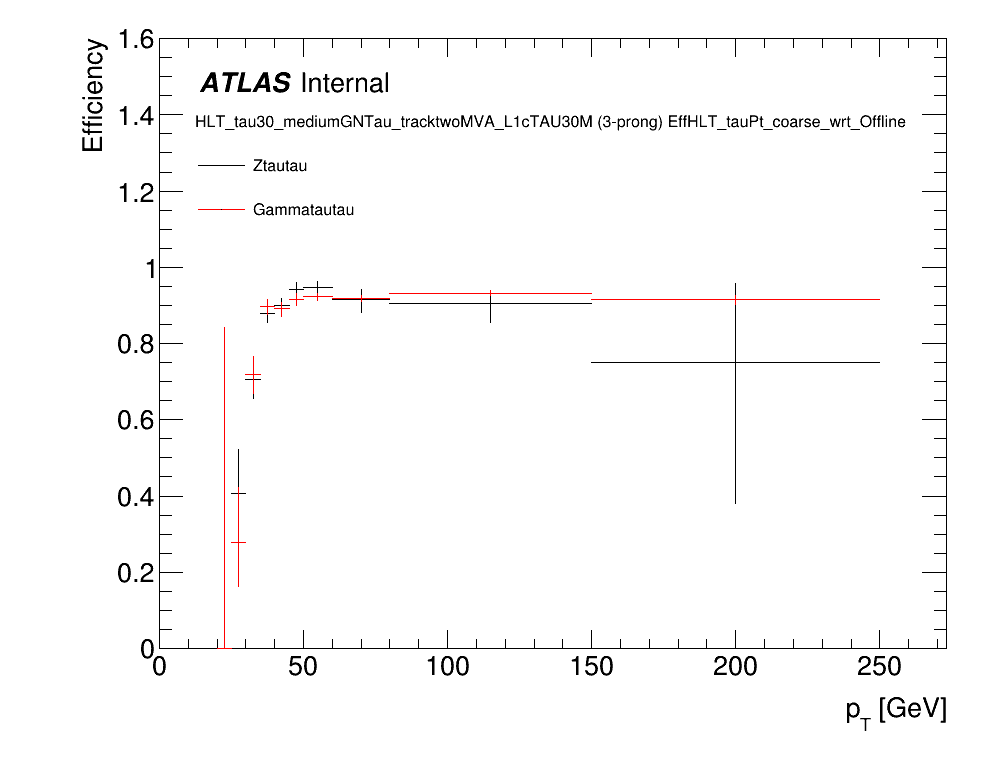 Efficiency
1.6
1.4
1.2
1
0.8
0.6
0.4
0.2
0
ATLAS Internal
HLT_tau30_mediumGNTau_tracktwoMVA_L1cTAU30M (3-prong) EffHLT_tauPt_coarse_wrt_Offline
Ztautau
Gammatautau
0 50 100 150 200 250
p_T [GeV]